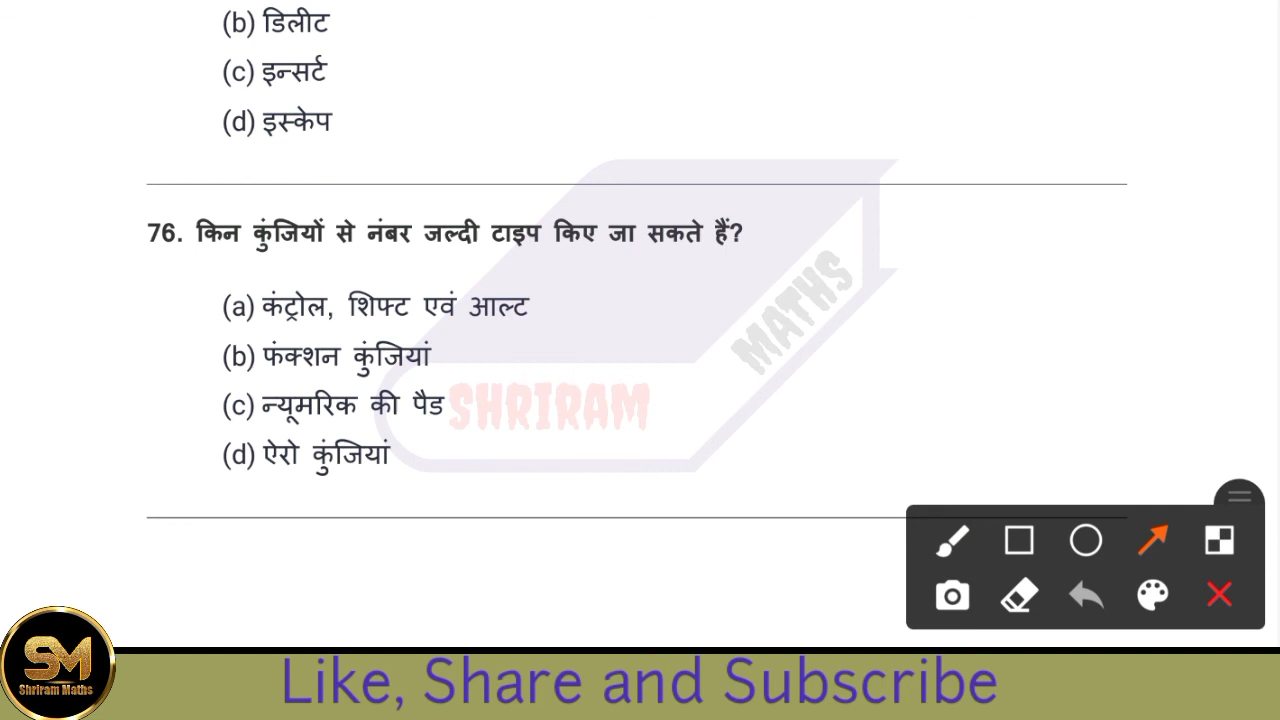 (b) डिलीट
(c) इन्सर्ट
(d) इस्केप
76. किन कुंजियों से नंबर जल्दी टाइप किए जा सकते हैं?
(a) कंट्रोल, शिफ्ट एवं आल्ट
(b) फंक्शन कुंजियां
(c) न्यूमरिक की पैड
(d) ऐरो कुंजियां
SHRIRAM
MATHS
SM
Shriram Maths
Like, Share and Subscribe